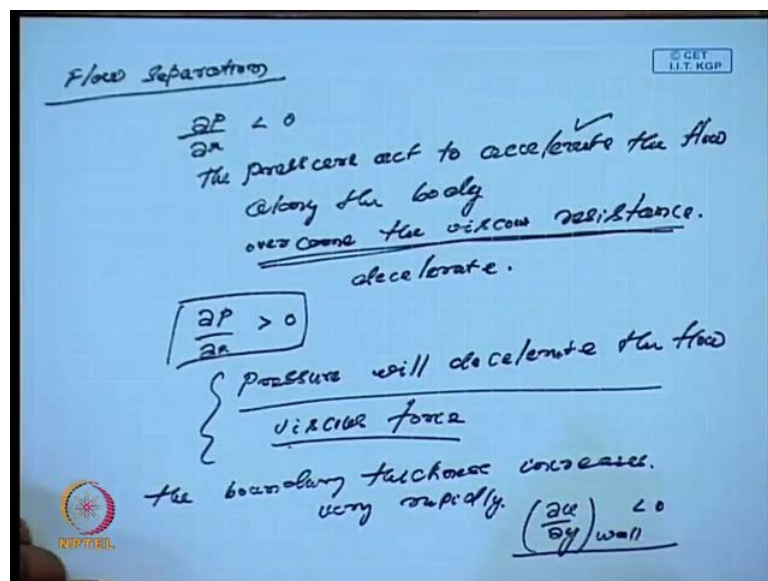 Flow Separation
© CET
I.I.T. KGP
∂P/∂x < 0
The pressure act to accelerate the flow
along the body
overcome the viscous resistance.
decelerate.
∂P/∂x > 0
Pressure will decelerate the flow
viscous force
the boundary thickness increases.
very rapidly.
(∂u/∂y)wall < 0
NPTEL